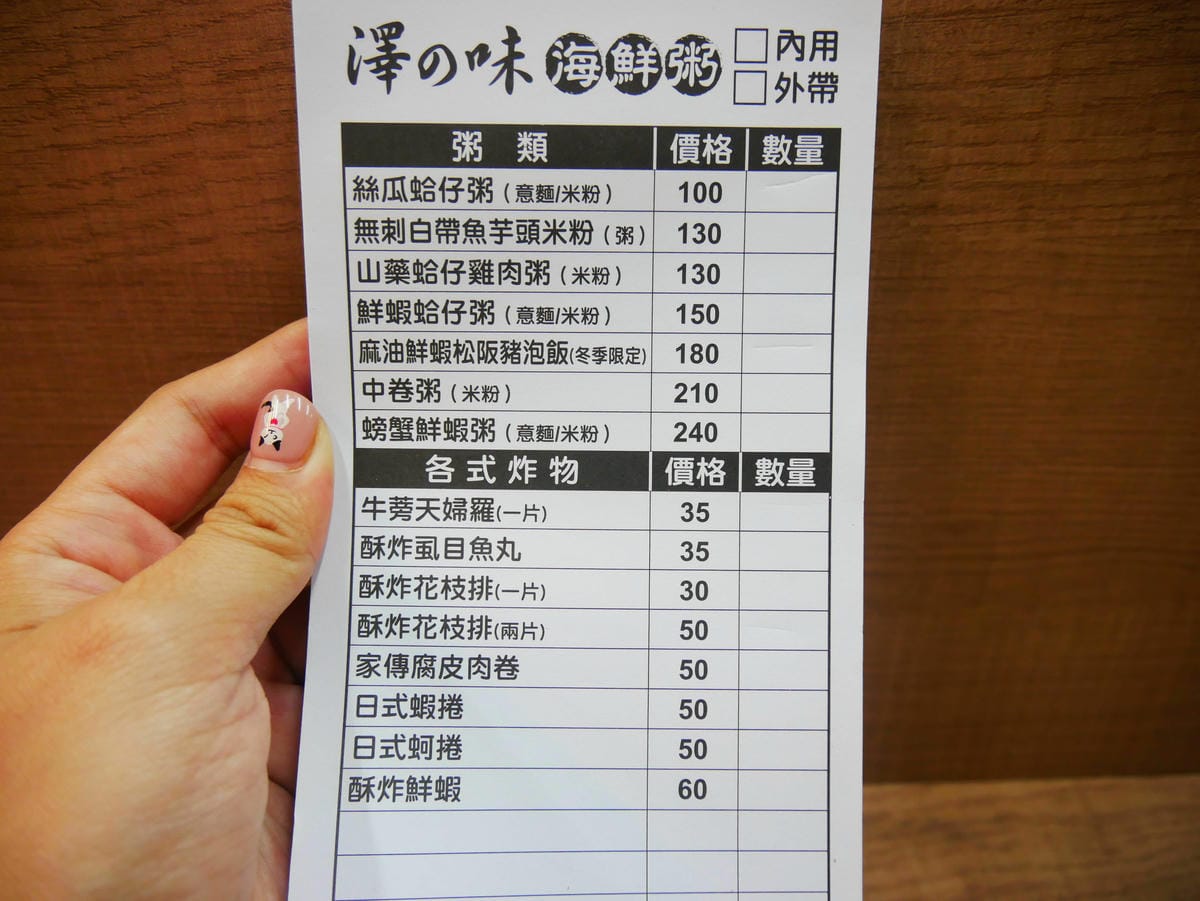 澤の味 海鮮粥 □內用
□外帶
粥 類 價格 數量
絲瓜蛤仔粥(意麵/米粉) 100
無刺白帶魚芋頭米粉(粥) 130
山藥蛤仔雞肉粥(米粉) 130
鮮蝦蛤仔粥(意麵/米粉) 150
麻油鮮蝦松阪豬泡飯(冬季限定) 180
中卷粥(米粉) 210
螃蟹鮮蝦粥(意麵/米粉) 240
各式炸物 價格 數量
牛蒡天婦羅(一片) 35
酥炸虱目魚丸 35
酥炸花枝排(一片) 30
酥炸花枝排(兩片) 50
家傳腐皮肉卷 50
日式蝦捲 50
日式蚵捲 50
酥炸鮮蝦 60